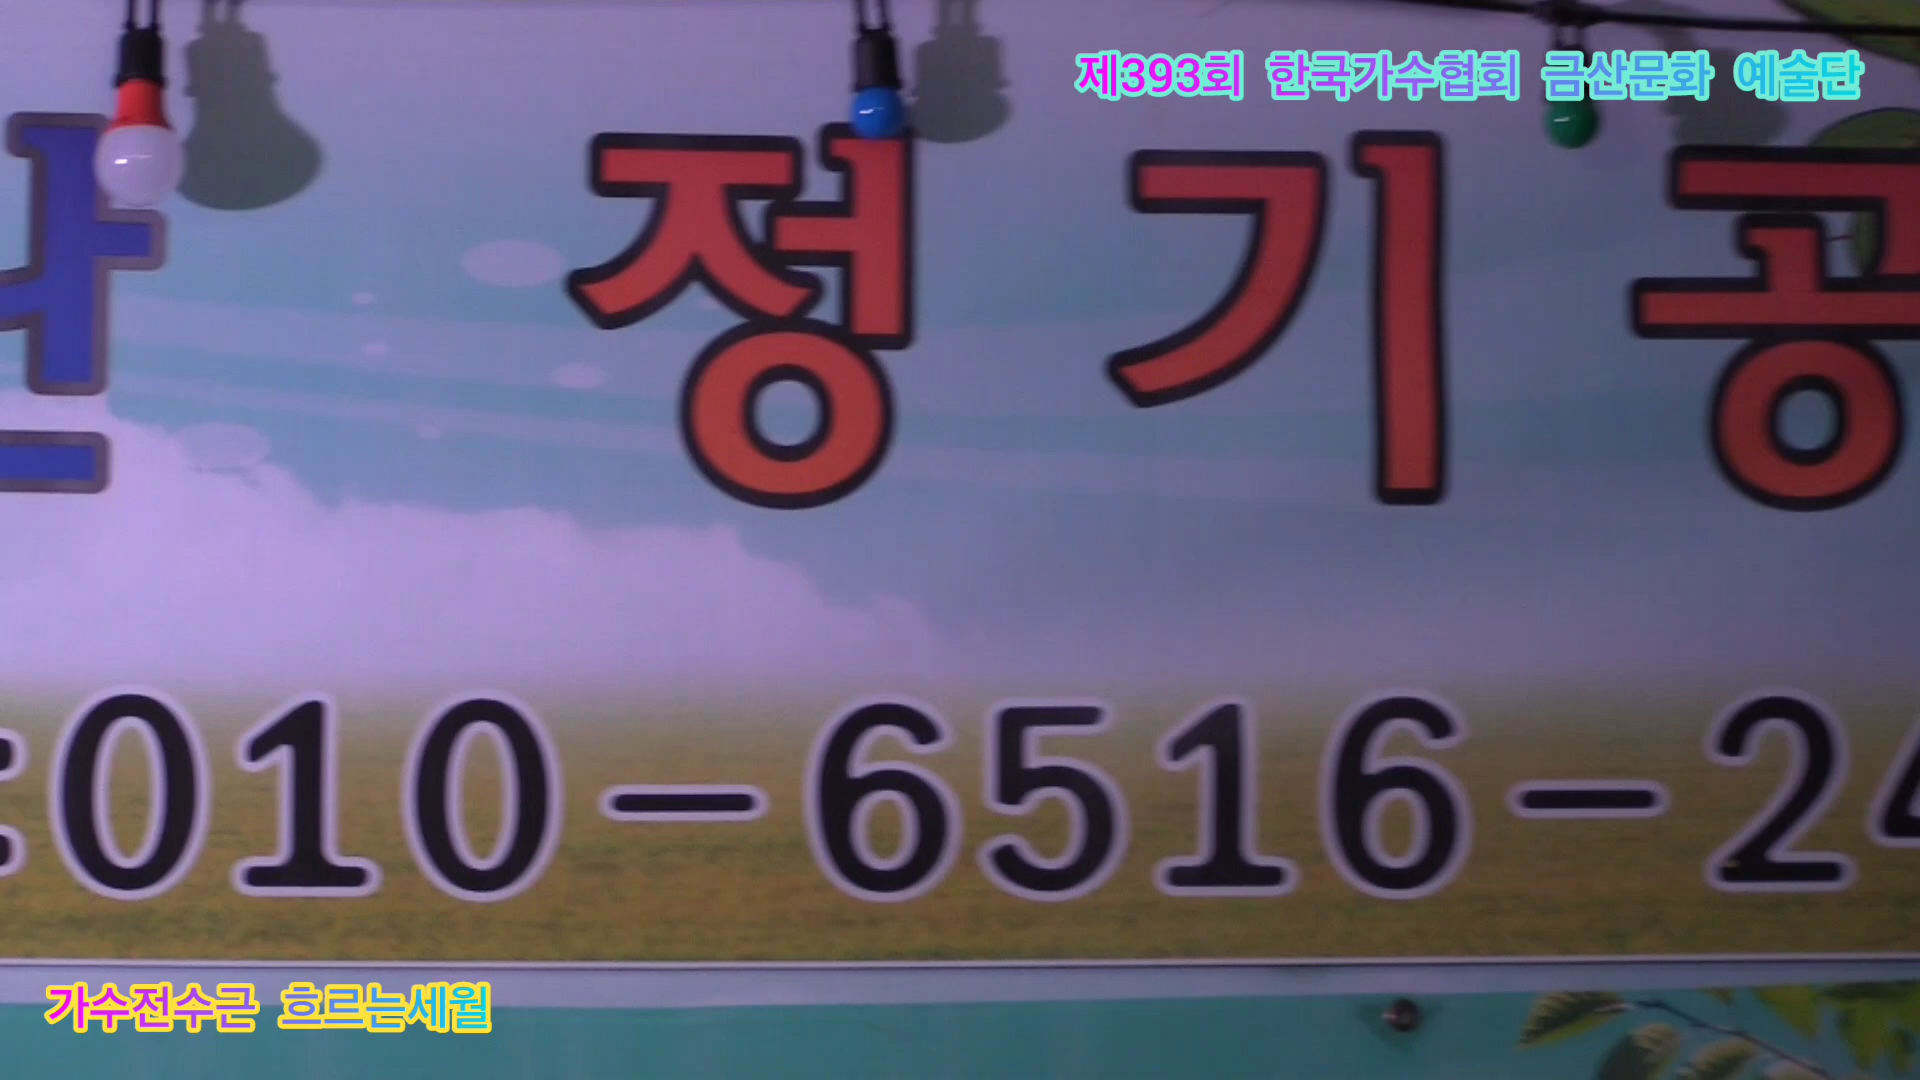 제393회 한국가수협회 금산문화 예술단
정기공
:010-6516-2
가수전수근 흐르는세월